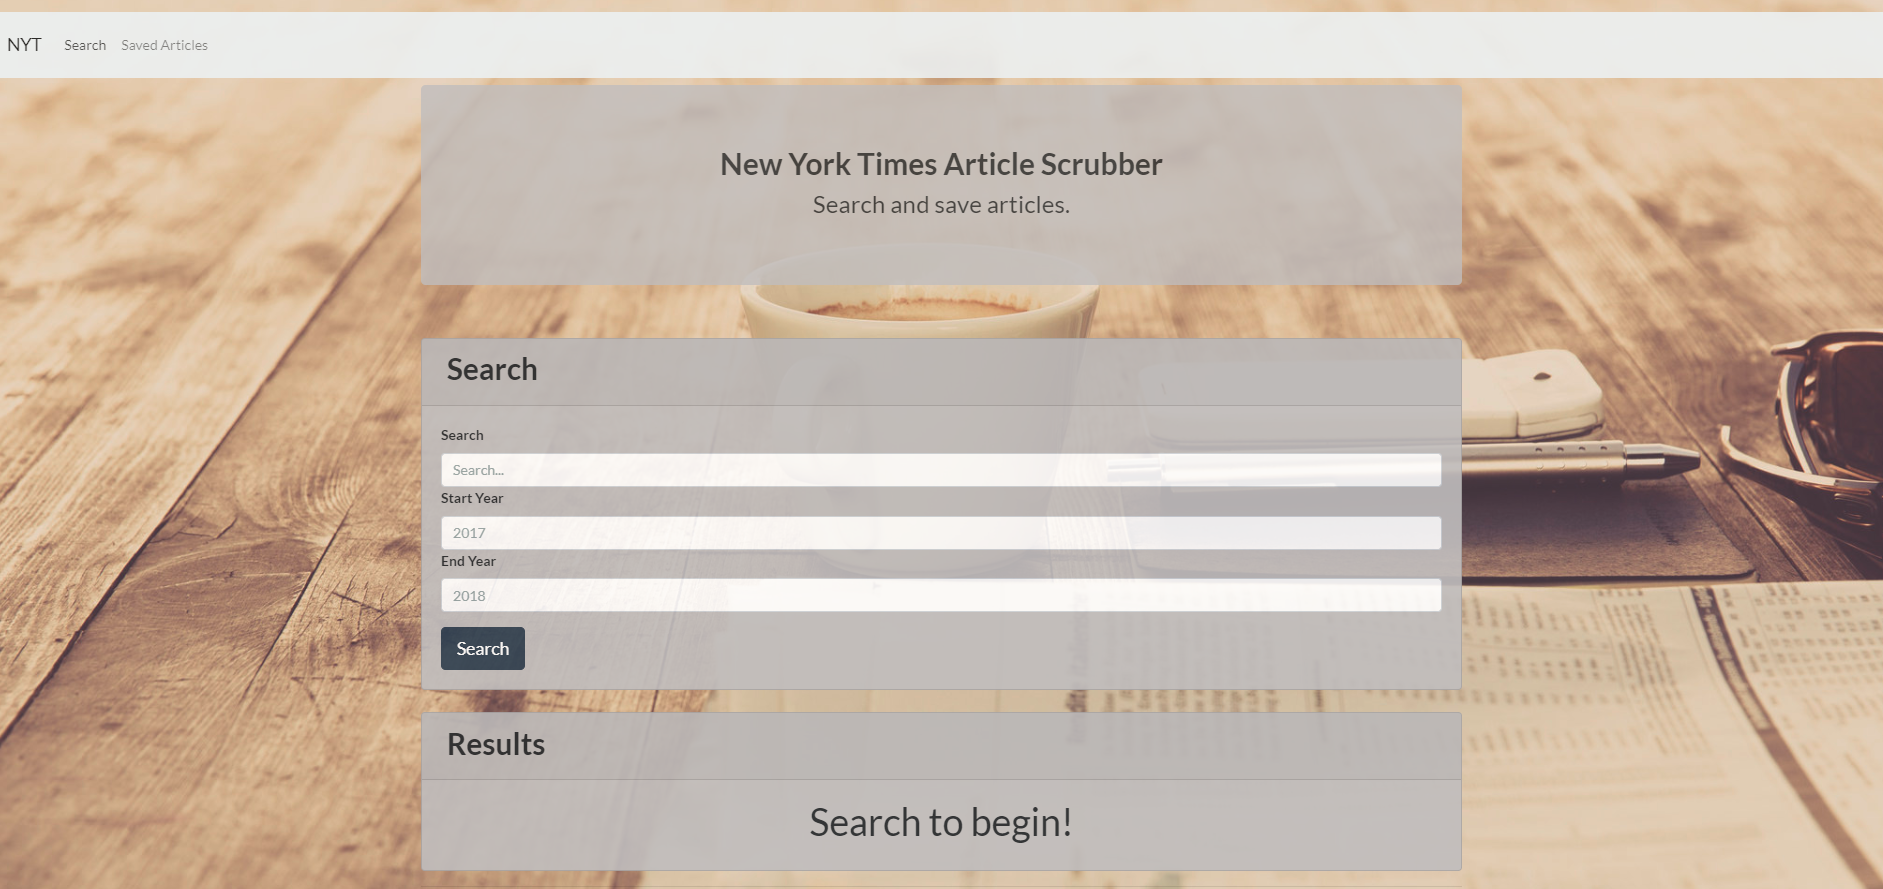 NYT Search Saved Articles
New York Times Article Scrubber
Search and save articles.
Search
Search
Search...
Start Year
2017
End Year
2018
Search
Results
Search to begin!